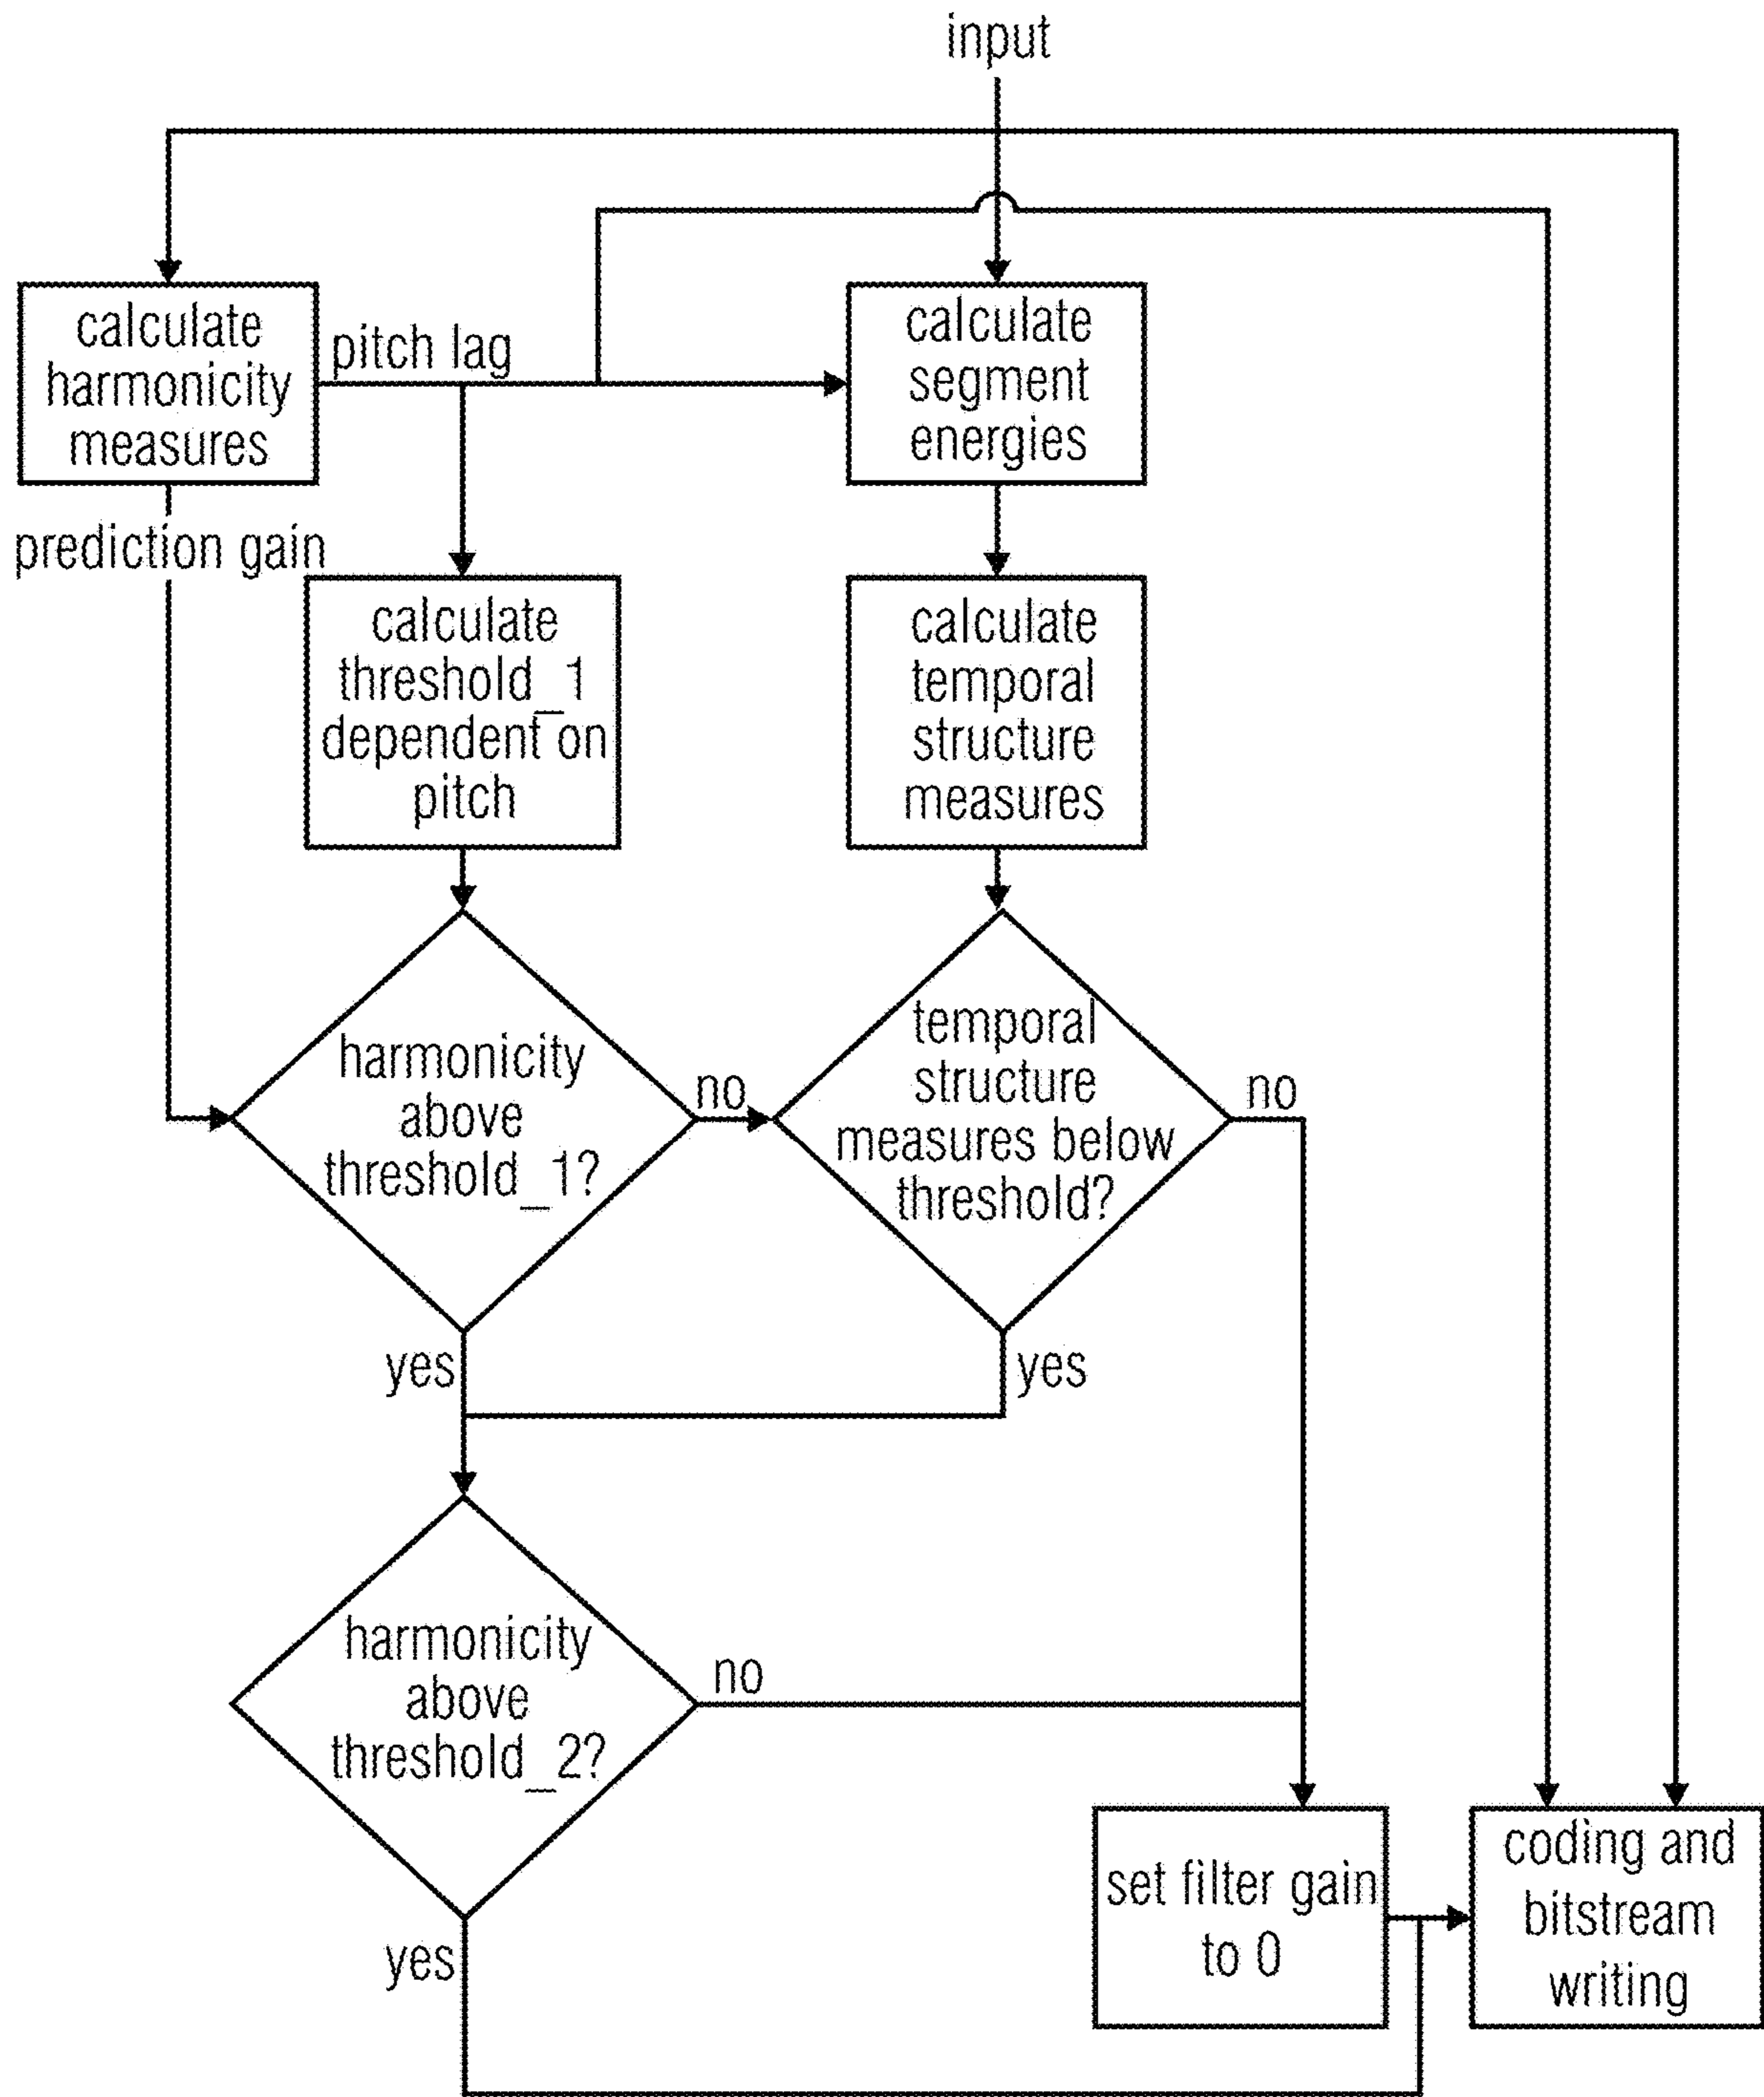 input
calculate
harmonicity
measures
pitch lag
calculate
segment
energies
prediction gain
calculate
threshold_1
dependent on
pitch
calculate
temporal
structure
measures
harmonicity
above
threshold_1?
no
temporal
structure
measures below
threshold?
no
yes
yes
harmonicity
above
threshold_2?
no
yes
set filter gain
to 0
coding and
bitstream
writing